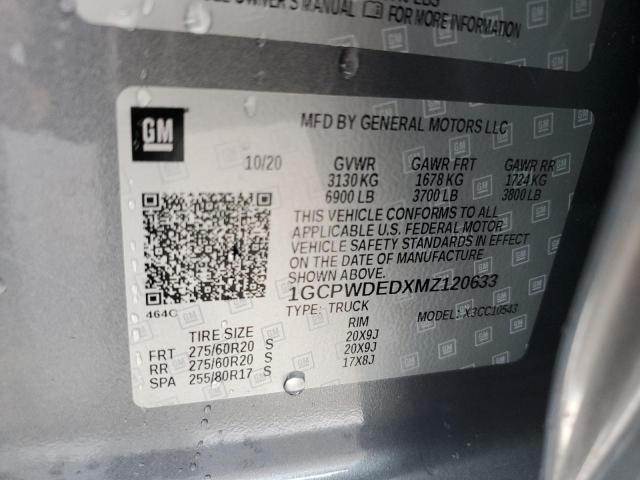 OWNER'S MANUAL FOR MORE INFORMATION
GM
MFD BY GENERAL MOTORS LLC
10/20 GVWR GAWR FRT GAWR RR
3130 KG 1678 KG 1724 KG
6900 LB 3700 LB 3800 LB
THIS VEHICLE CONFORMS TO ALL
APPLICABLE U.S. FEDERAL MOTOR
VEHICLE SAFETY STANDARDS IN EFFECT
ON THE DATE OF MANUFACTURE
SHOWN ABOVE.
1GCPWDEDXMZ120633
464C TYPE: TRUCK MODEL: X3CC10543
TIRE SIZE RIM
FRT 275/60R20 S 20X9J
RR 275/60R20 S 20X9J
SPA 255/80R17 S 17X8J